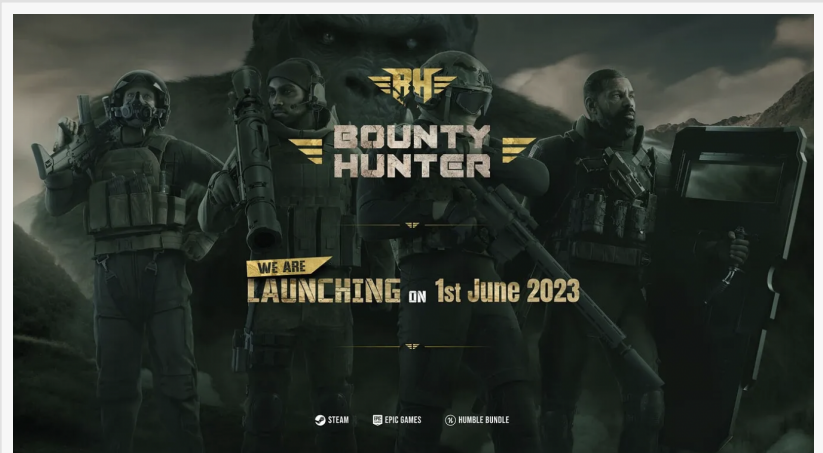 BH
BOUNTY
HUNTER
WE ARE
LAUNCHING ON 1st June 2023
STEAM EPIC GAMES HUMBLE BUNDLE